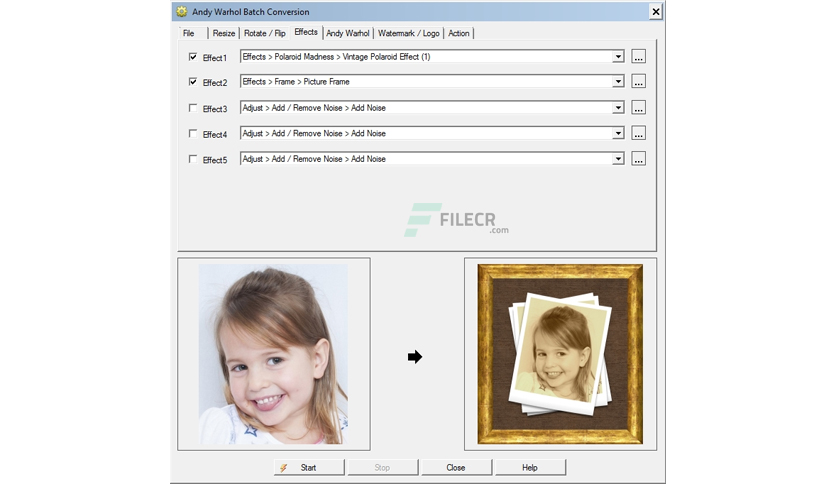 Andy Warhol Batch Conversion
File Resize Rotate / Flip Effects Andy Warhol Watermark / Logo Action
Effect1 Effects > Polaroid Madness > Vintage Polaroid Effect (1) ...
Effect2 Effects > Frame > Picture Frame ...
Effect3 Adjust > Add / Remove Noise > Add Noise ...
Effect4 Adjust > Add / Remove Noise > Add Noise ...
Effect5 Adjust > Add / Remove Noise > Add Noise ...
FILECR
.com
Start Stop Close Help